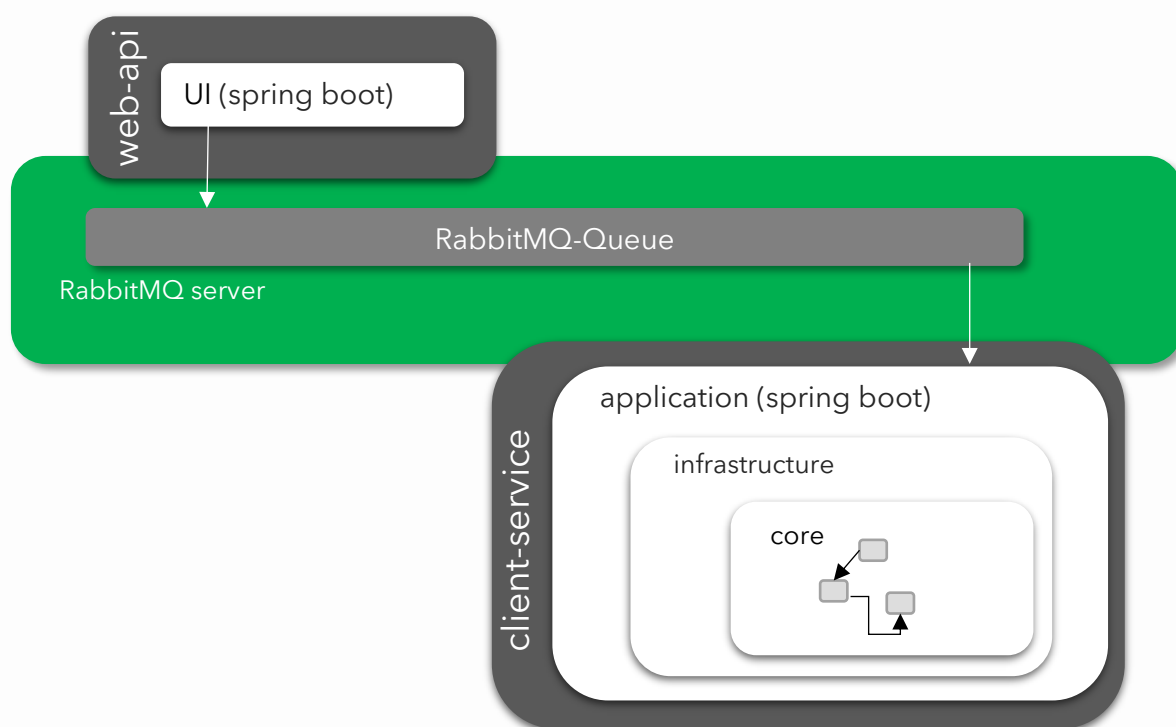 web-api
UI (spring boot)
RabbitMQ-Queue
RabbitMQ server
client-service
application (spring boot)
infrastructure
core